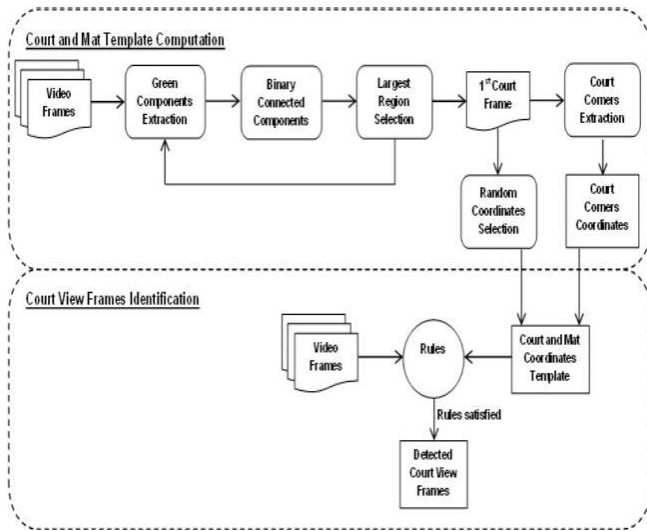 Court and Mat Template Computation
Video
Frames
Green
Components
Extraction
Binary
Connected
Components
Largest
Region
Selection
1st Court
Frame
Court
Corners
Extraction
Random
Coordinates
Selection
Court
Corners
Coordinates
Court View Frames Identification
Video
Frames
Rules
Court and Mat
Coordinates
Template
Rules satisfied
Detected
Court View
Frames